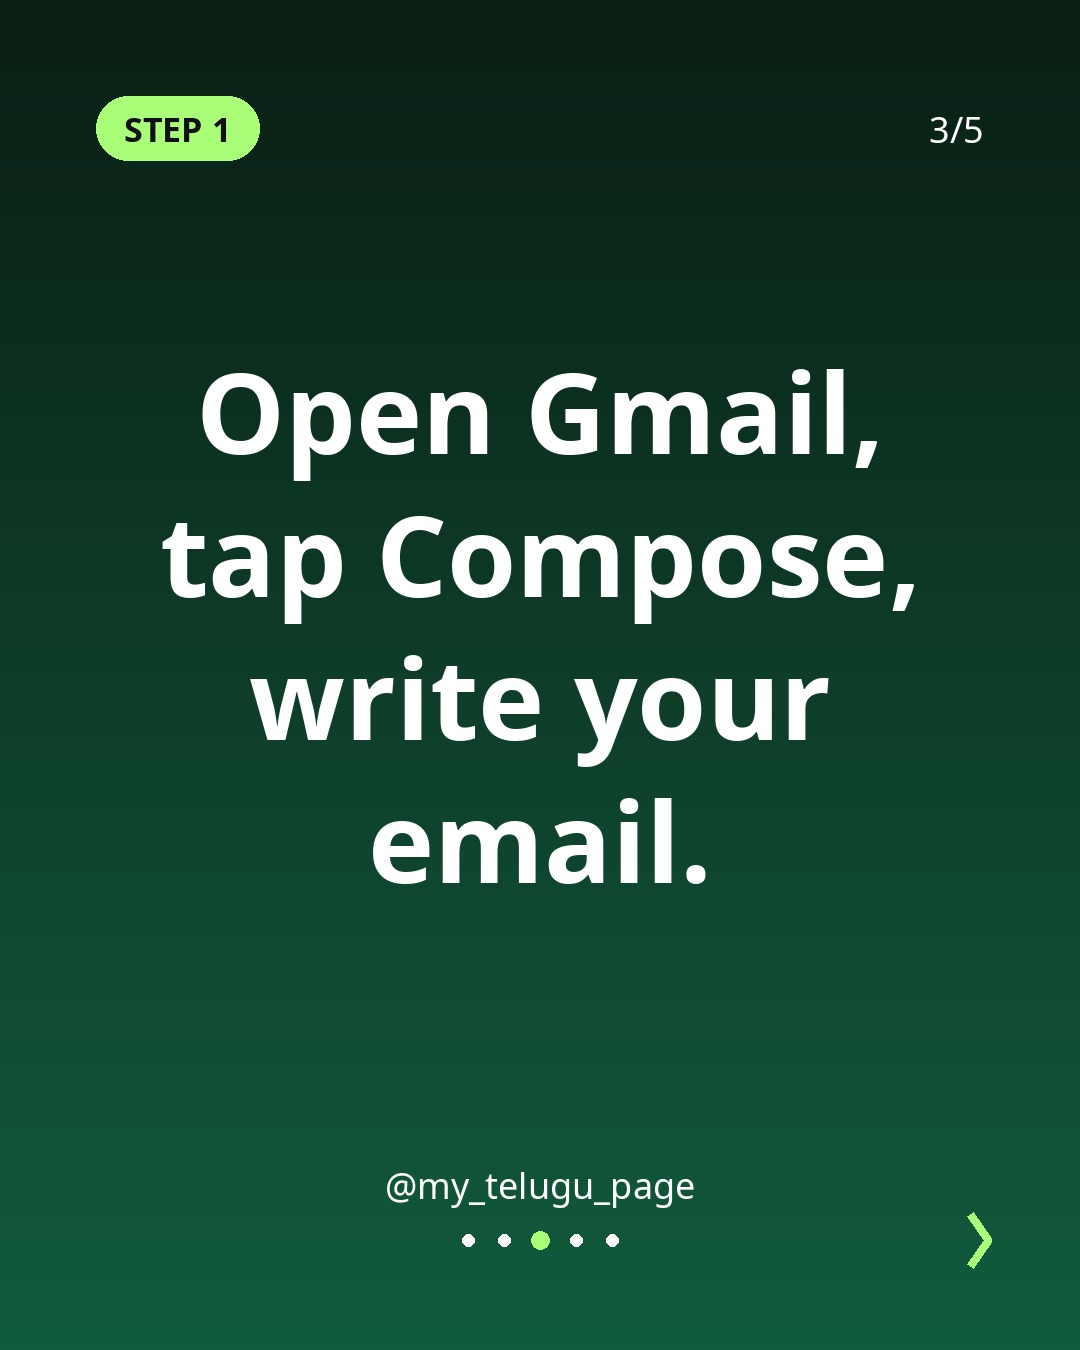 STEP 1
3/5
Open Gmail,
tap Compose,
write your
email.
@my_telugu_page